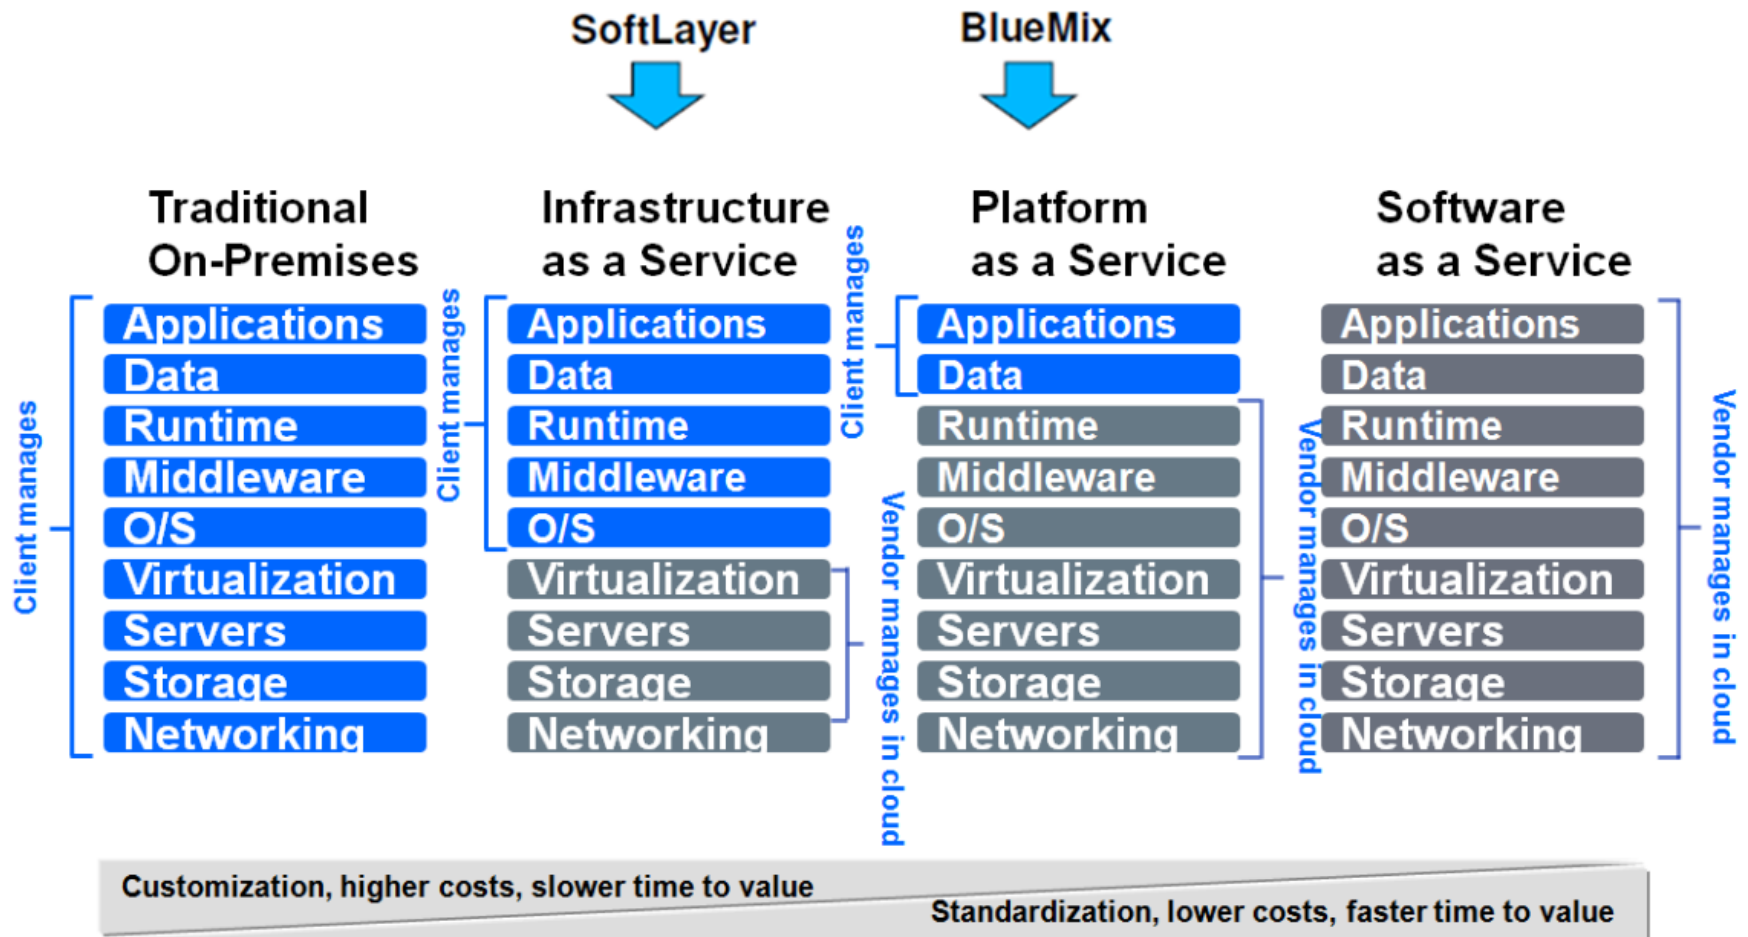 SoftLayer
BlueMix
Traditional
On-Premises
Client manages
Applications
Data
Runtime
Middleware
O/S
Virtualization
Servers
Storage
Networking
Infrastructure
as a Service
Client manages
Applications
Data
Runtime
Middleware
O/S
Virtualization
Servers
Storage
Networking
Vendor manages in cloud
Platform
as a Service
Client manages
Applications
Data
Runtime
Middleware
O/S
Virtualization
Servers
Storage
Networking
Vendor manages in cloud
Software
as a Service
Applications
Data
Runtime
Middleware
O/S
Virtualization
Servers
Storage
Networking
Vendor manages in cloud
Customization, higher costs, slower time to value
Standardization, lower costs, faster time to value